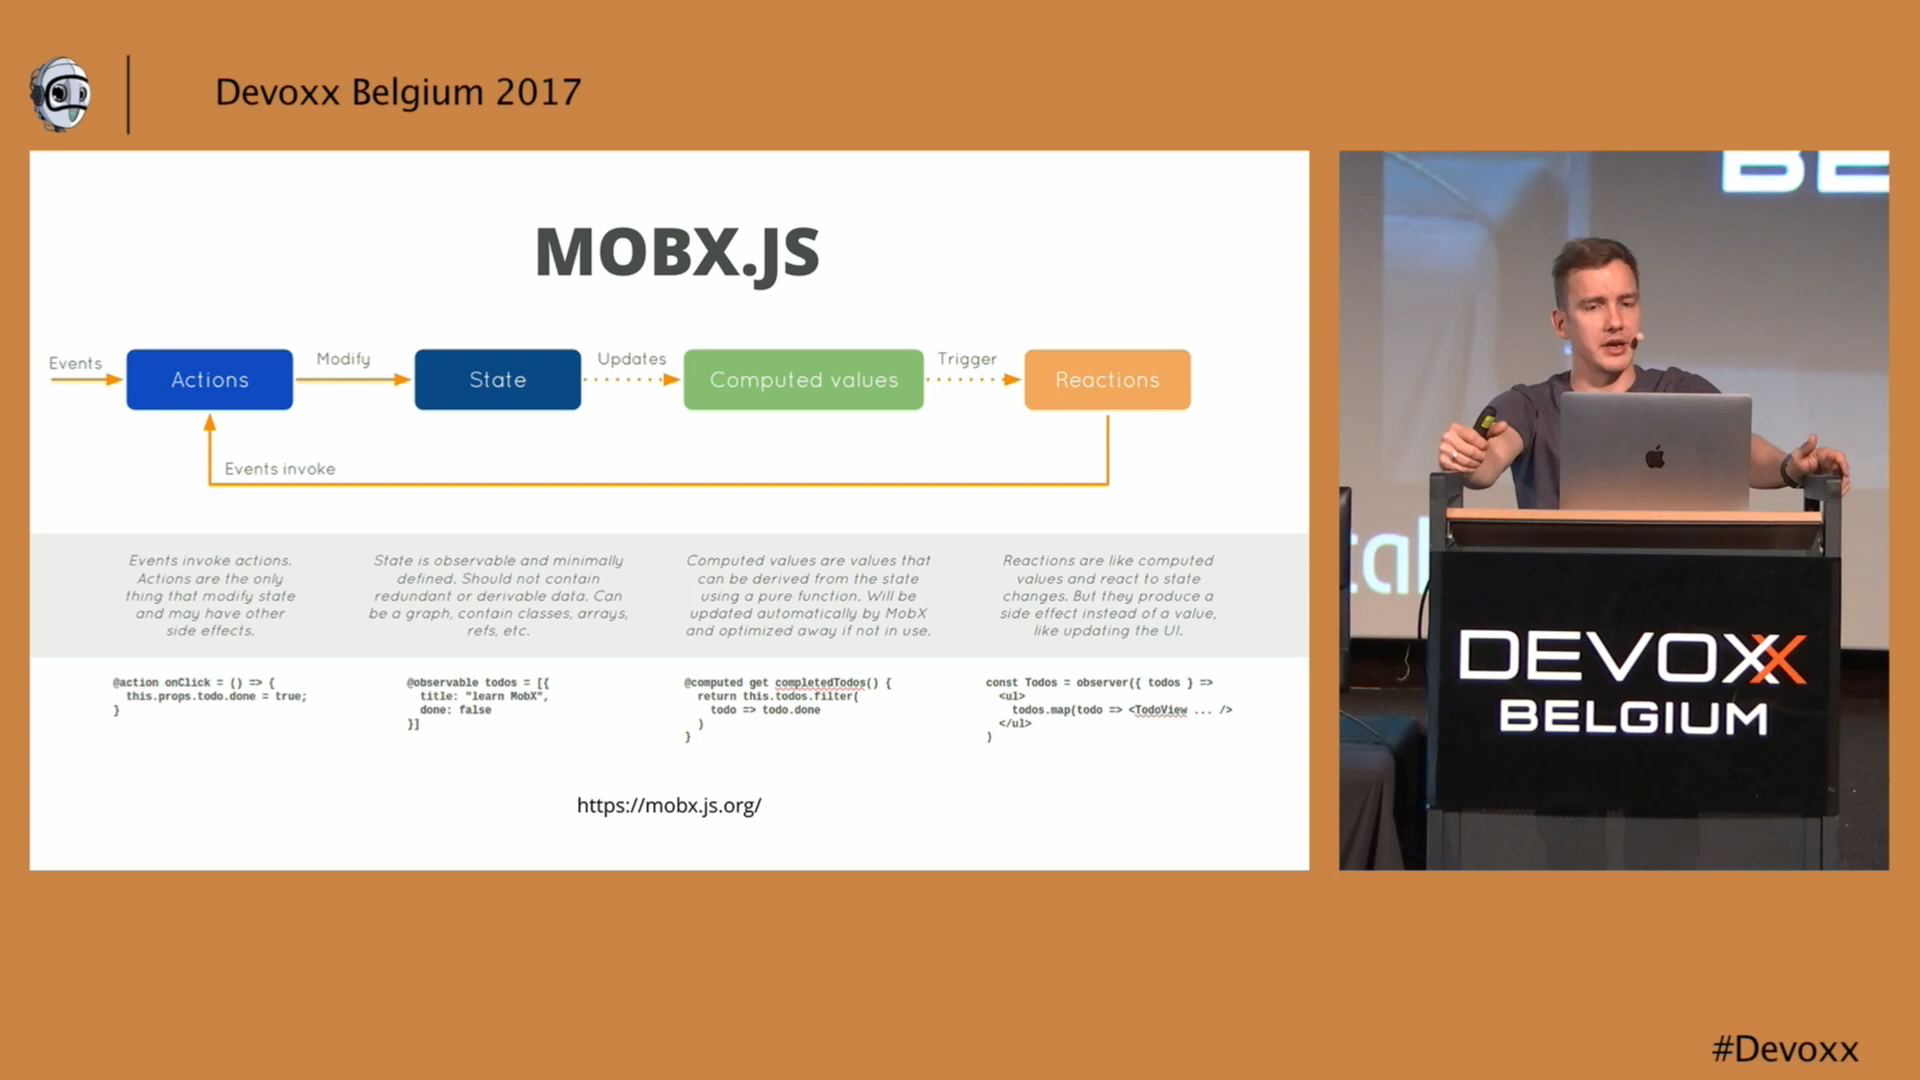 Devoxx Belgium 2017
MOBX.JS
Events
Actions
Modify
State
Updates
Computed values
Trigger
Reactions
Events invoke
Events invoke actions.
Actions are the only
thing that modify state
and may have other
side effects.
State is observable and minimally
defined. Should not contain
redundant or derivable data. Can
be a graph, contain classes, arrays,
refs, etc.
Computed values are values that
can be derived from the state
using a pure function. Will be
updated automatically by MobX
and optimized away if not in use.
Reactions are like computed
values and react to state
changes. But they produce a
side effect instead of a value,
like updating the UI.
@action onClick = () => {
this.props.todo.done = true;
}
@observable todos = [{
title: "learn MobX",
done: false
}]
@computed get completedTodos() {
return this.todos.filter(
todo => todo.done
)
}
const Todos = observer({ todos } =>
<ul>
todos.map(todo => <TodoView ... />
</ul>
)
https://mobx.js.org/
BE
tal
DEVOXX
BELGIUM
#Devoxx